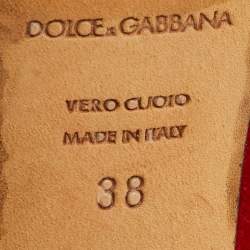 DOLCE&GABBANA
VERO CUOIO
MADE IN ITALY
38